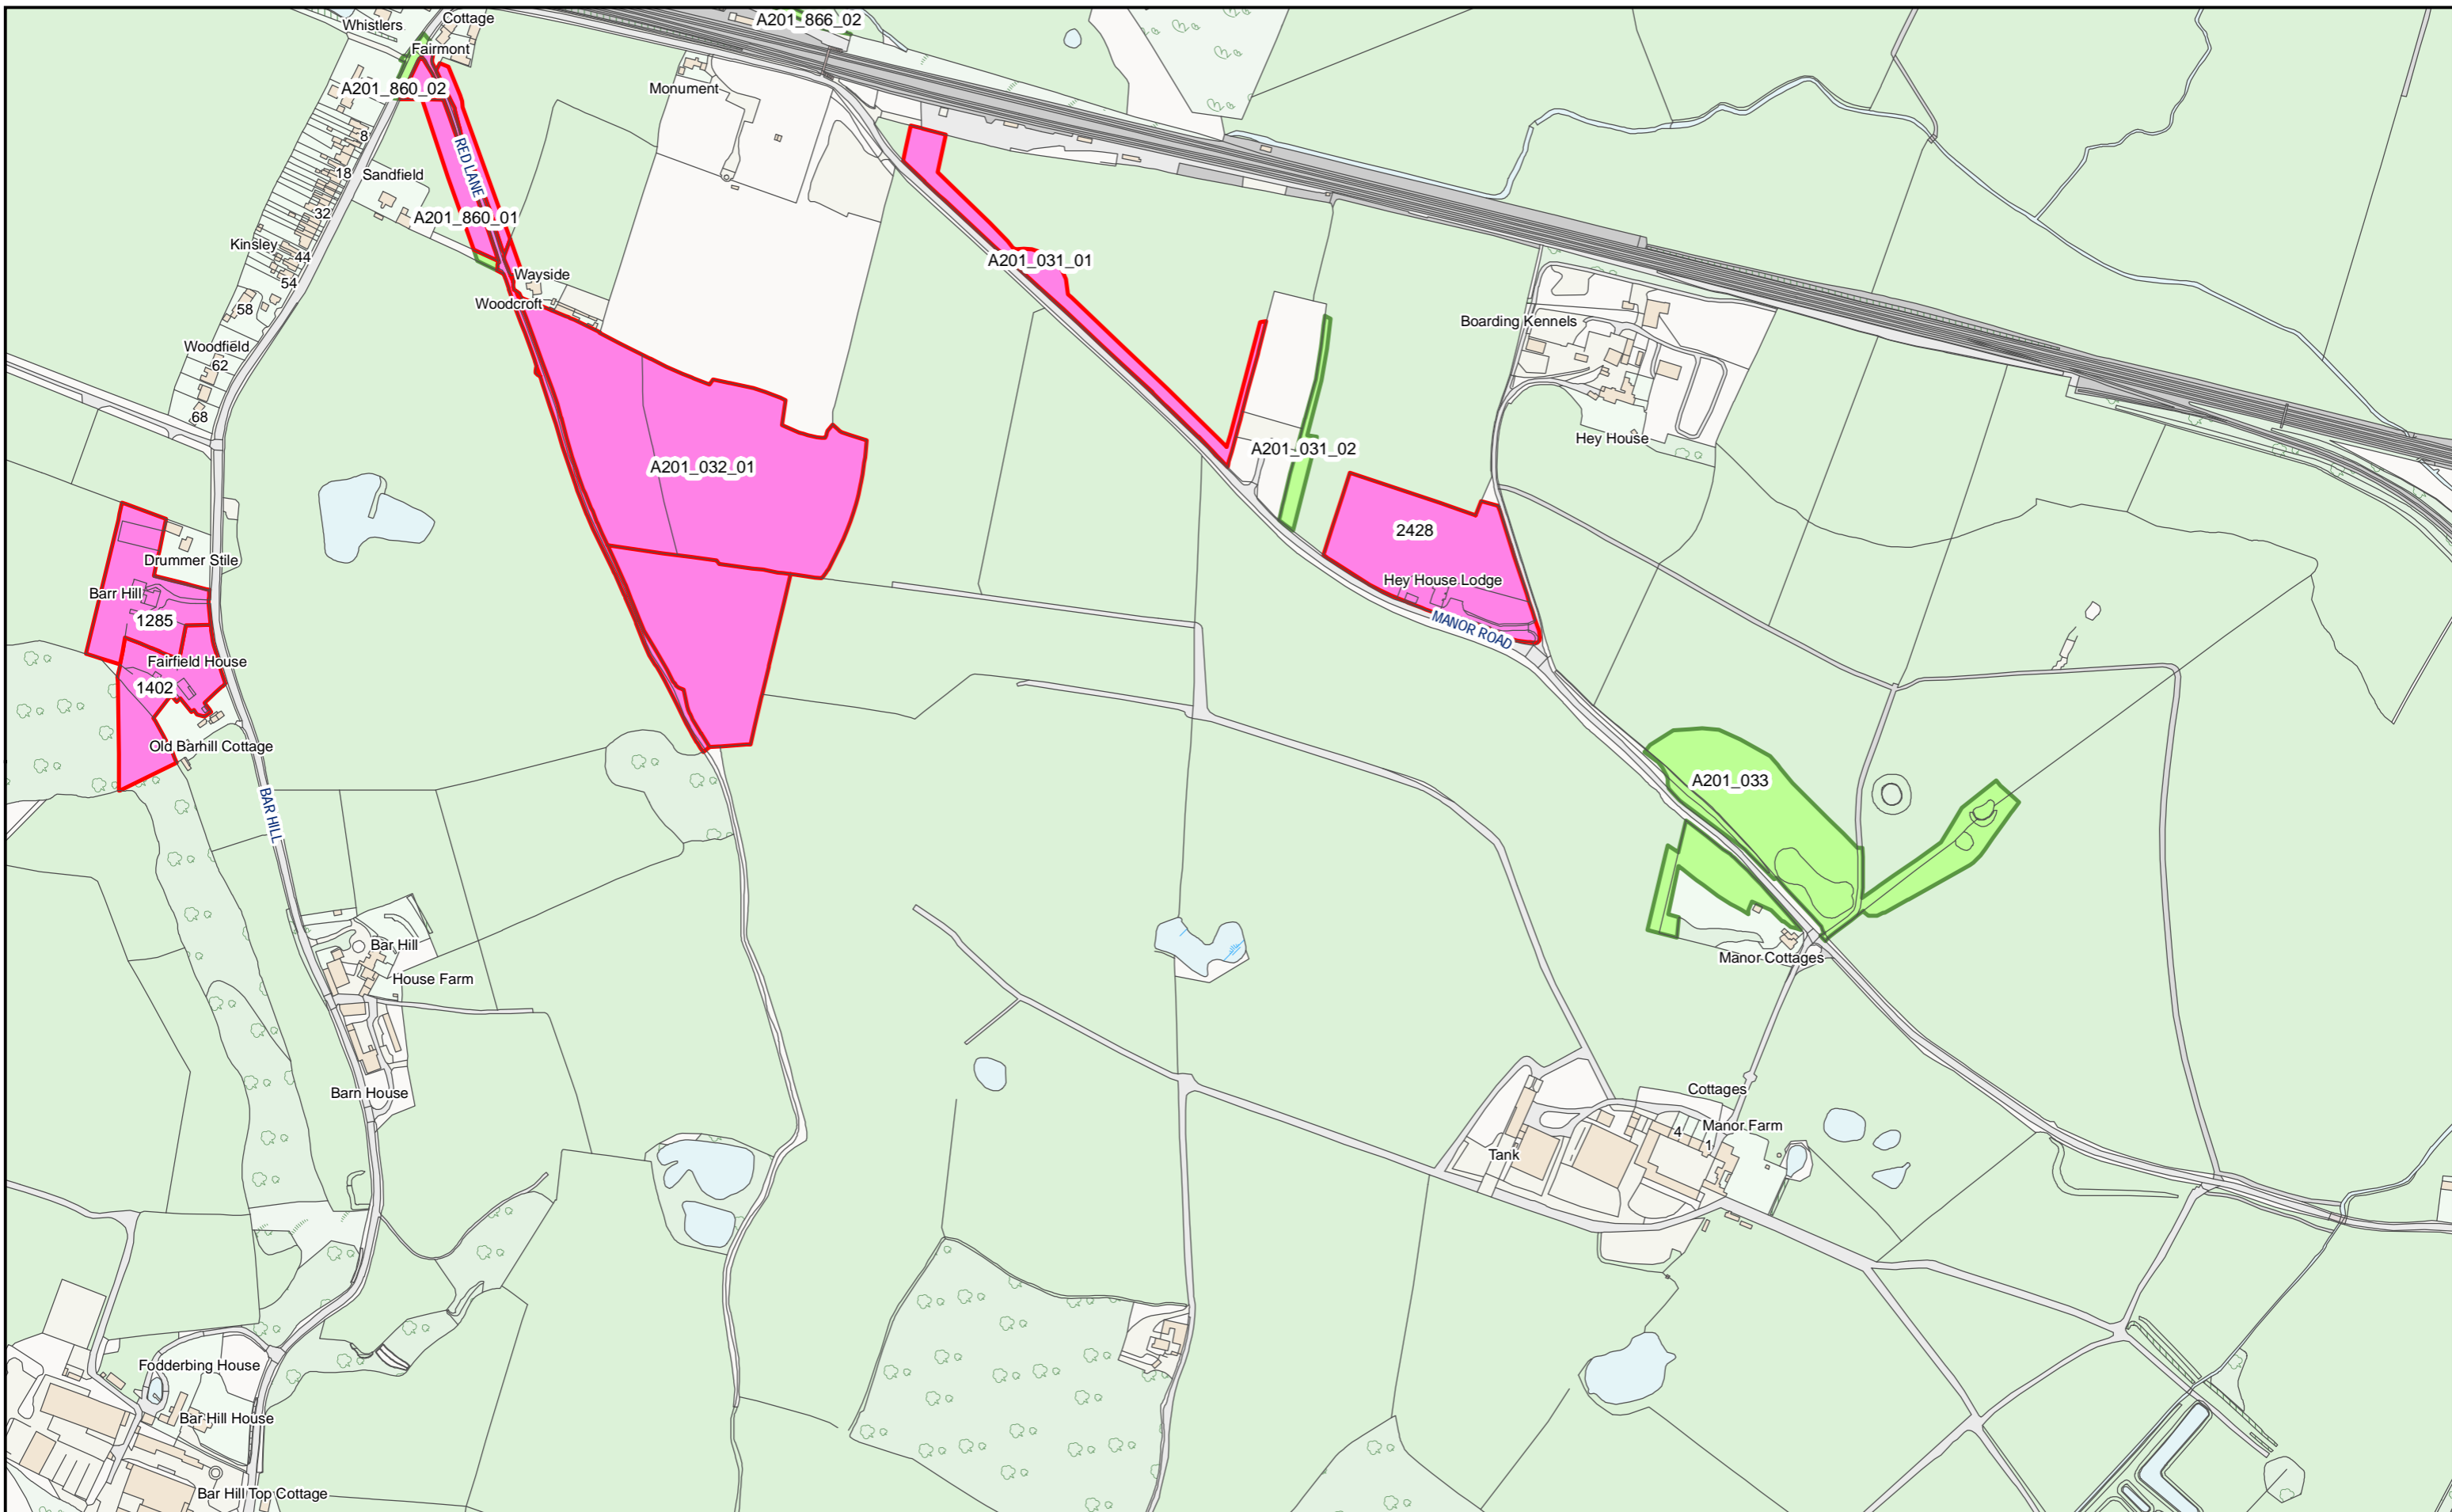 Whistlers
Cottage
A201_866_02
Fairmont
A201_860_02
Monument
8
RED LANE
18
Sandfield
32
A201_860_01
Kinsley
44
A201_031_01
54
Wayside
Woodcroft
58
Boarding Kennels
Woodfield
62
68
Hey House
A201_031_02
A201_032_01
2428
Drummer Stile
Hey House Lodge
Barr Hill
1285
MANOR ROAD
Fairfield House
1402
Old Barhill Cottage
A201_033
BAR HILL
Bar Hill
Manor Cottages
House Farm
Barn House
Cottages
Manor Farm
4
1
Tank
Fodderbing House
Bar Hill House
Bar Hill Top Cottage